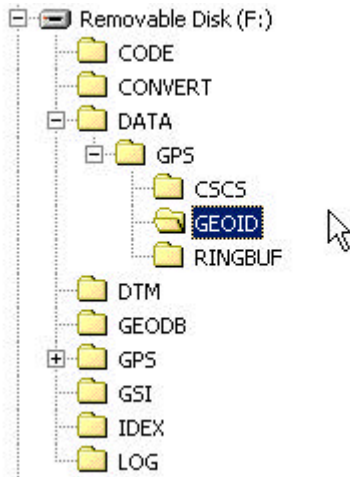 Removable Disk (F:)
CODE
CONVERT
DATA
GPS
CSCS
GEOID
RINGBUF
DTM
GEODB
GPS
GSI
IDEX
LOG